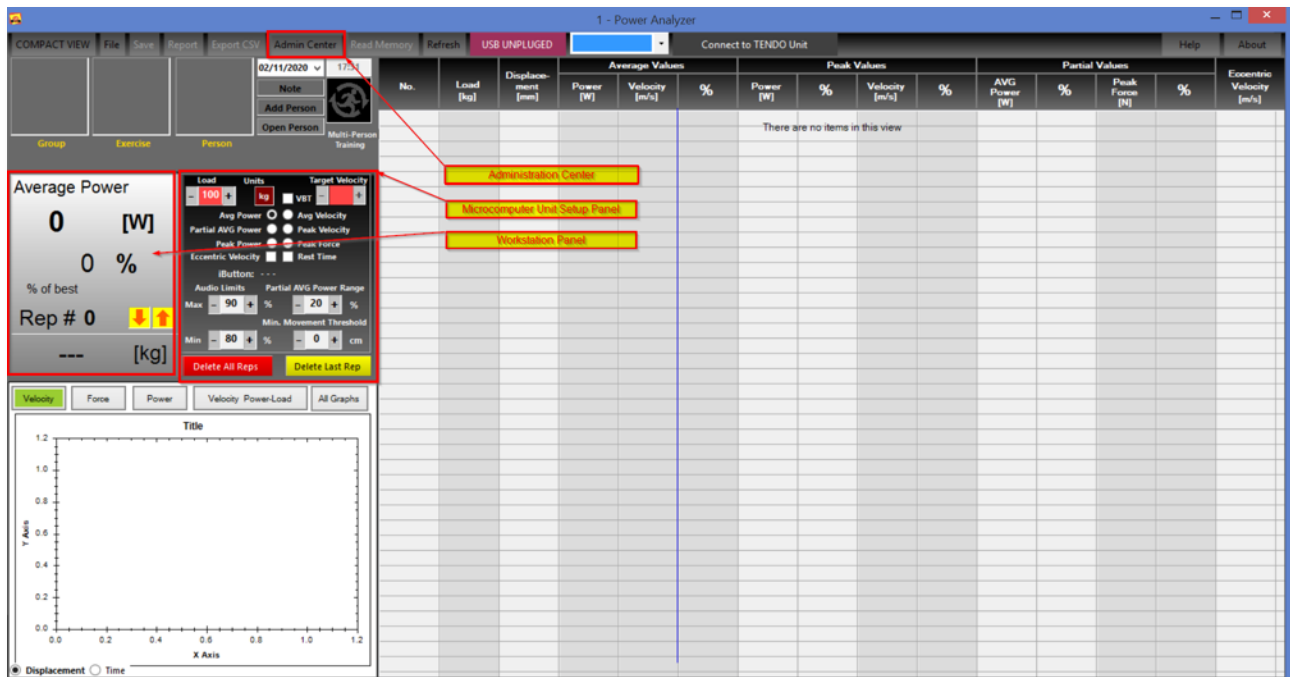 1 - Power Analyzer
COMPACT VIEW File Save Report Export CSV Admin Center Read Memory Refresh USB UNPLUGED Connect to TENDO Unit Help About
02/11/2020 17:31
Note
Add Person
Open Person
Multi-Person Training
Group Exercise Person
Average Values Peak Values Partial Values
No. Load [kg] Displace-ment [mm] Power [W] Velocity [m/s] % Power [W] % Velocity [m/s] % AVG Power [W] % Peak Force [N] % Eccentric Velocity [m/s]
There are no items in this view
Administration Center
Microcomputer Unit Setup Panel
Workstation Panel
Average Power
0 [W]
0 %
% of best
Rep # 0
--- [kg]
Load Units Target Velocity
- 100 + kg VBT - +
Avg Power Avg Velocity
Partial AVG Power Peak Velocity
Peak Power Peak Force
Eccentric Velocity Rest Time
iButton: - - -
Audio Limits Partial AVG Power Range
Max - 90 + % - 20 + %
Min. Movement Threshold
Min - 80 + % - 0 + cm
Delete All Reps Delete Last Rep
Velocity Force Power Velocity Power-Load All Graphs
Title
1.2
1.0
0.8
0.6
0.4
0.2
0.0
Y Axis
0.0 0.2 0.4 0.6 0.8 1.0 1.2
X Axis
Displacement Time